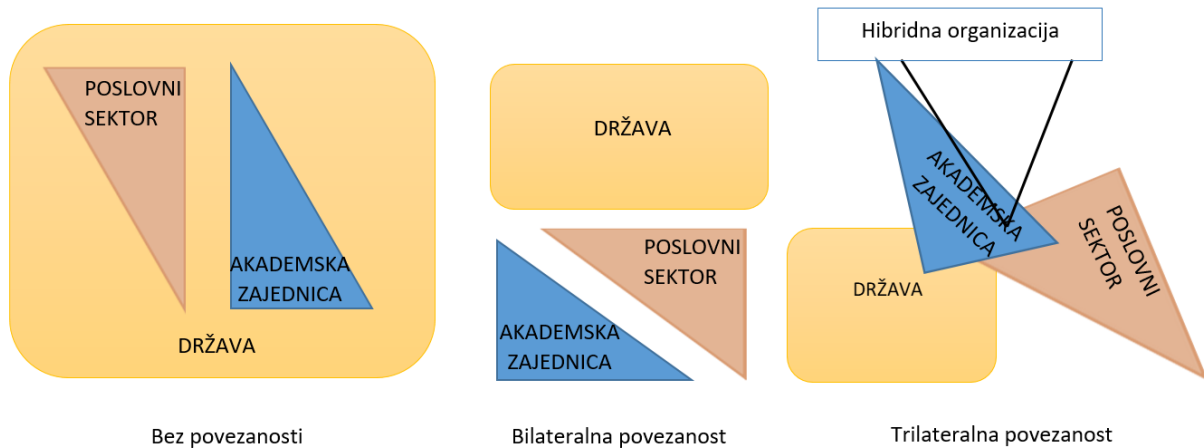 POSLOVNI
SEKTOR
AKADEMSKA
ZAJEDNICA
DRŽAVA
Bez povezanosti
DRŽAVA
POSLOVNI
SEKTOR
AKADEMSKA
ZAJEDNICA
Bilateralna povezanost
Hibridna organizacija
AKADEMSKA
ZAJEDNICA
POSLOVNI
SEKTOR
DRŽAVA
Trilateralna povezanost